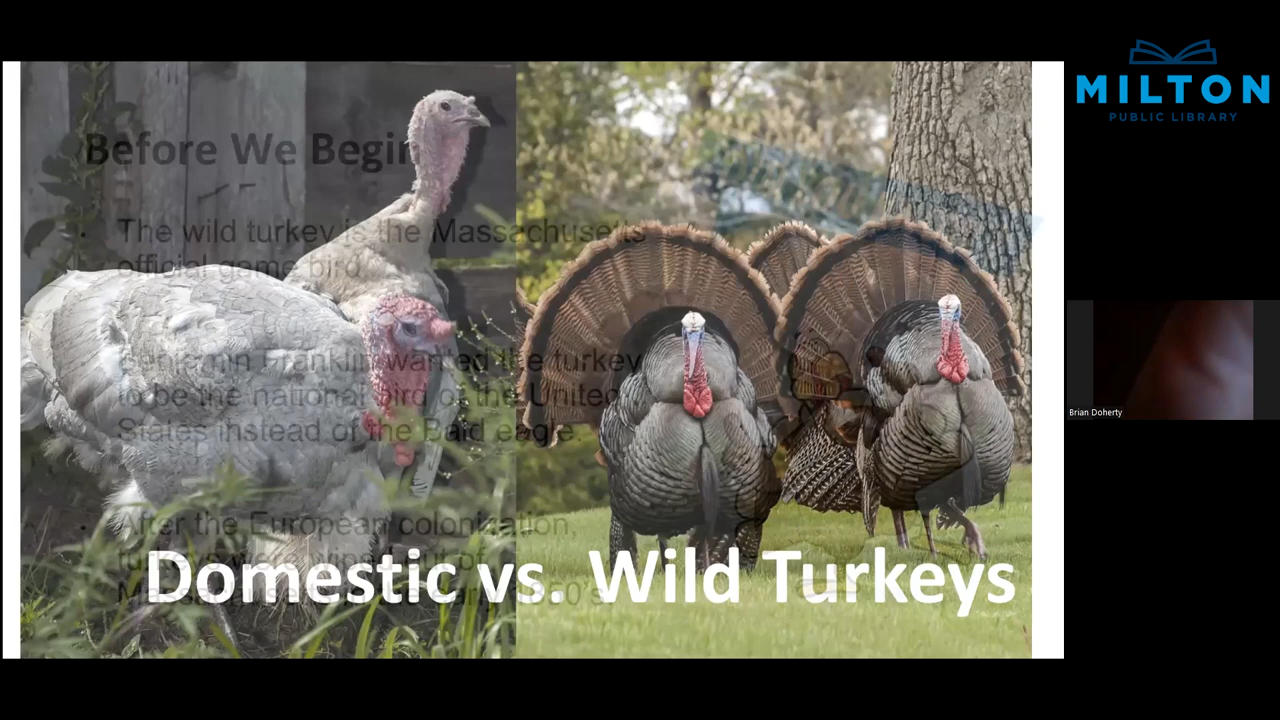 MILTON
PUBLIC LIBRARY
Before We Begin
The wild turkey is the Massachusetts
official game bird
Benjamin Franklin wanted the turkey
to be the national bird of the United
States instead of the Bald eagle
After the European colonization,
Domestic vs. Wild Turkeys
Brian Doherty